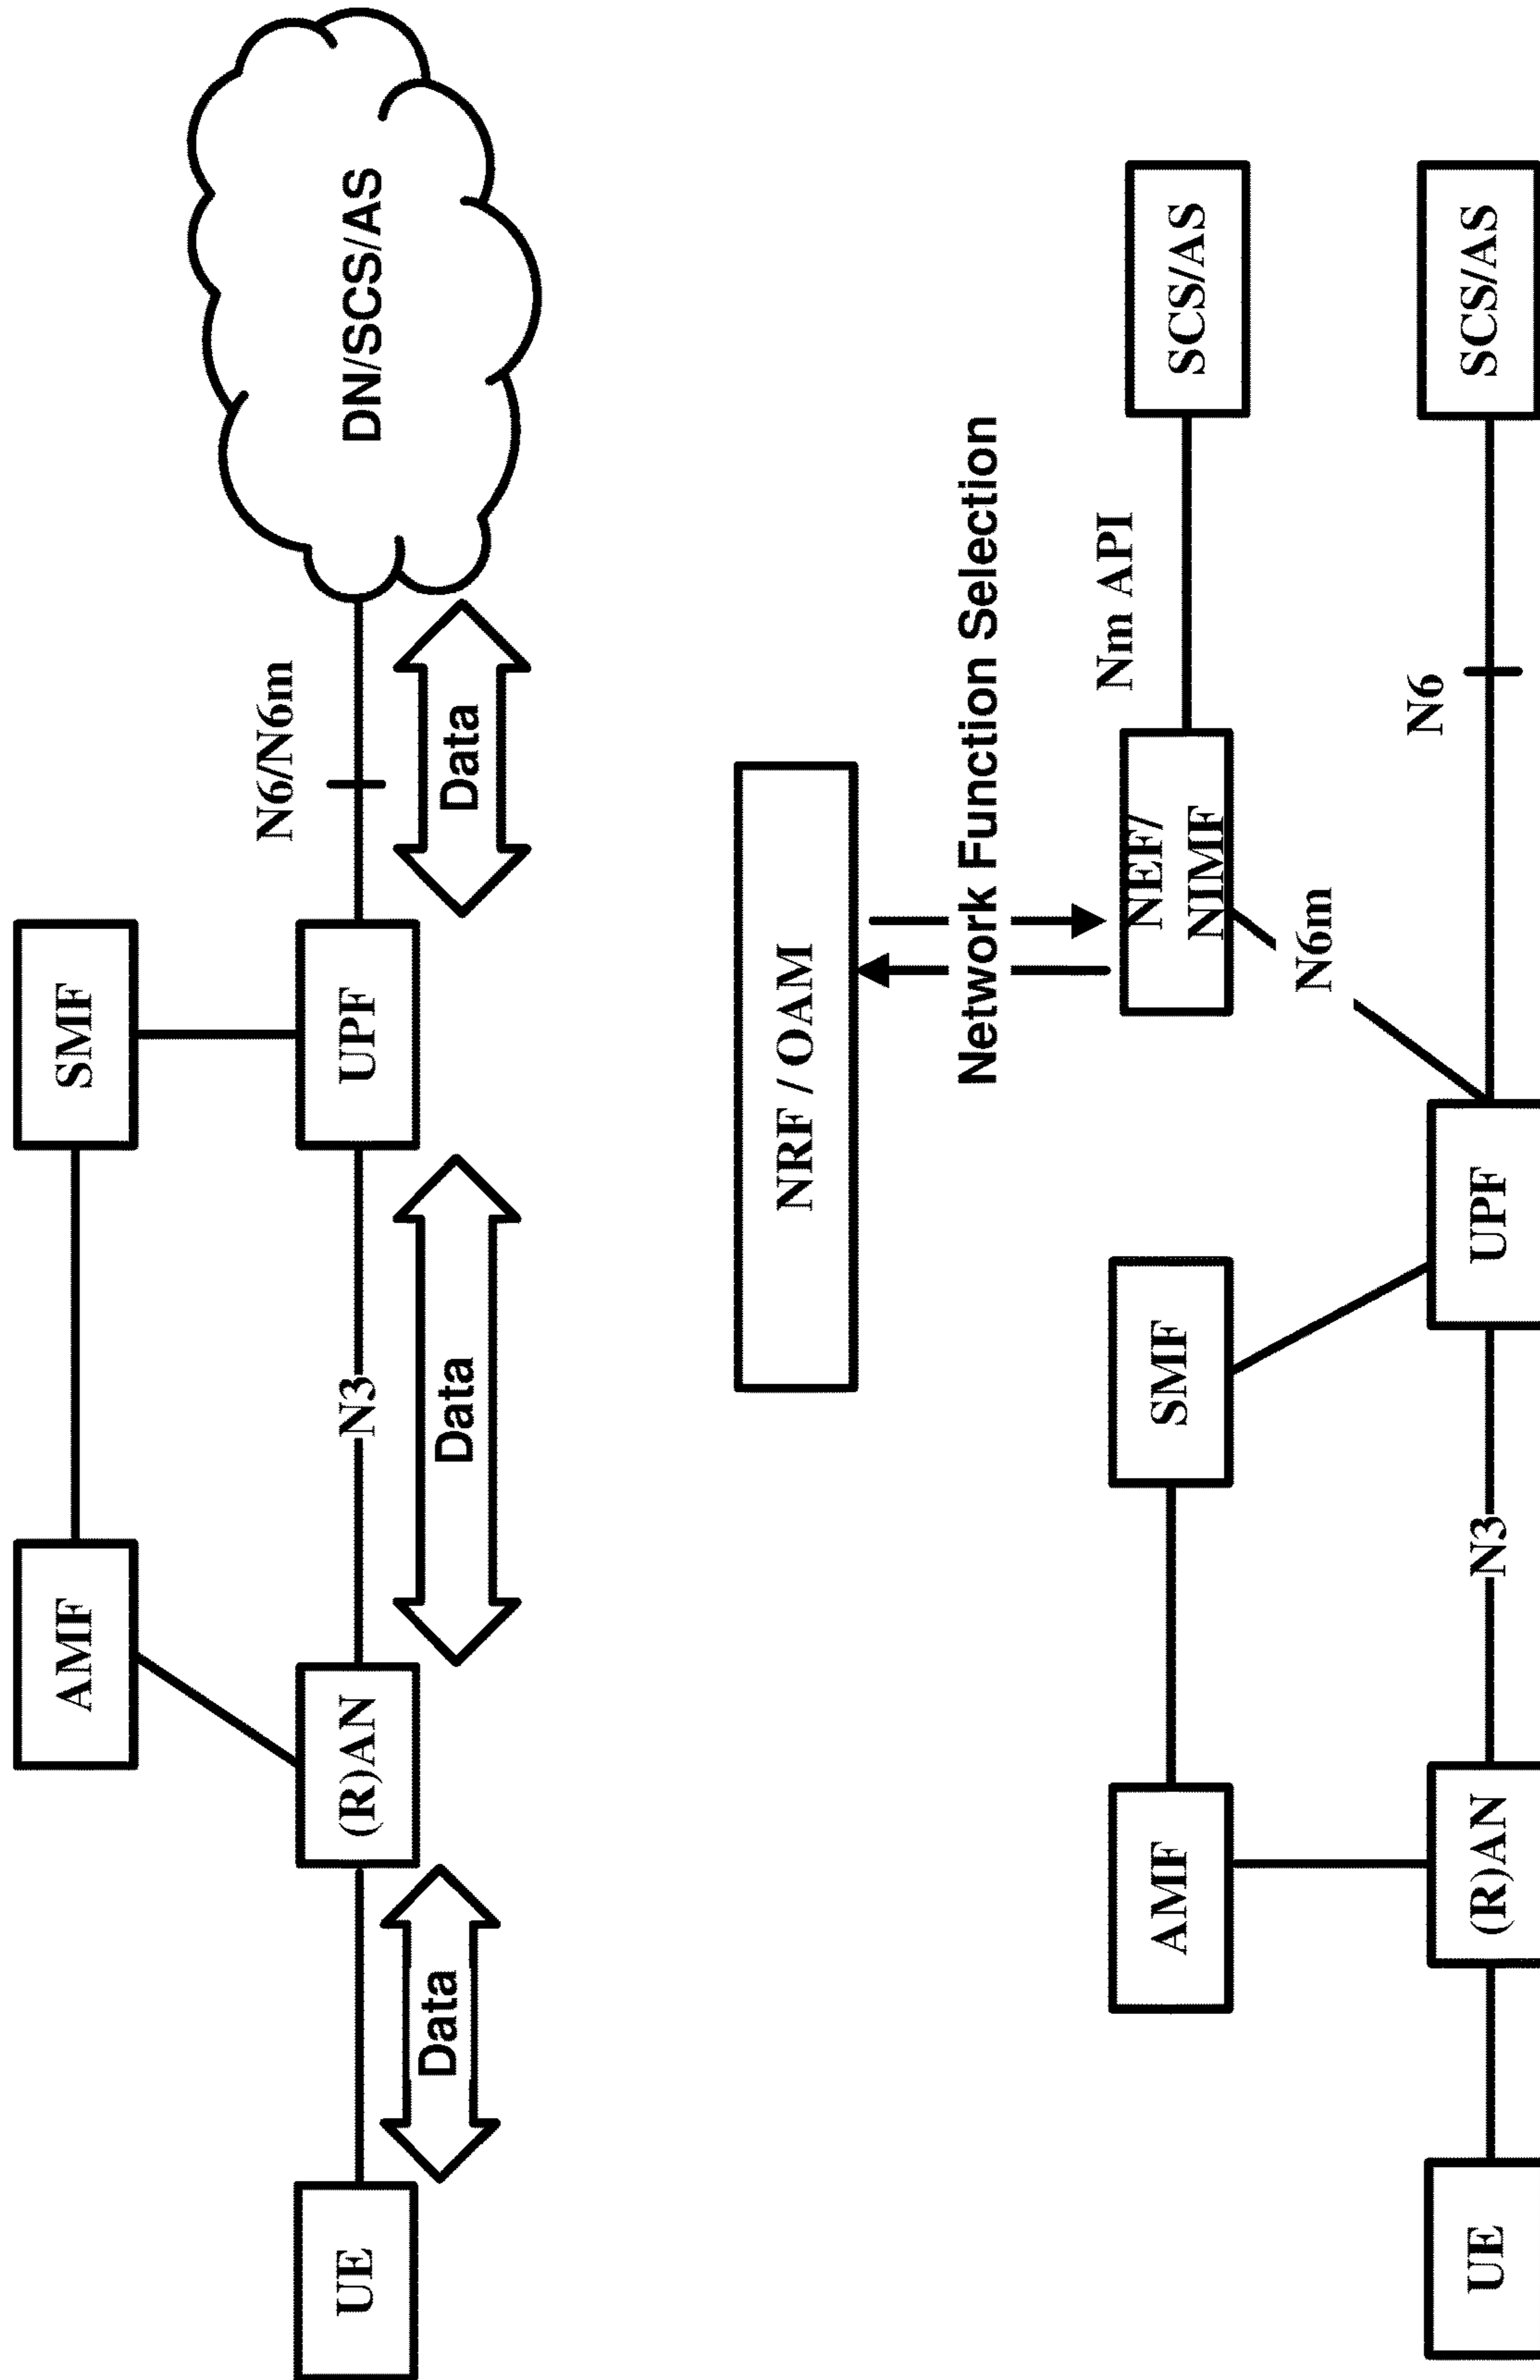 SMF
AMF
N6/N6m
DN/SCS/AS
UE
(R)AN
N3
UPF
Data
Data
Data
NRF / OAM
Network Function Selection
AMF
SMF
NEF/
NIMF
Nm API
SCS/AS
N6m
N6
UE
(R)AN
N3
UPF
SCS/AS